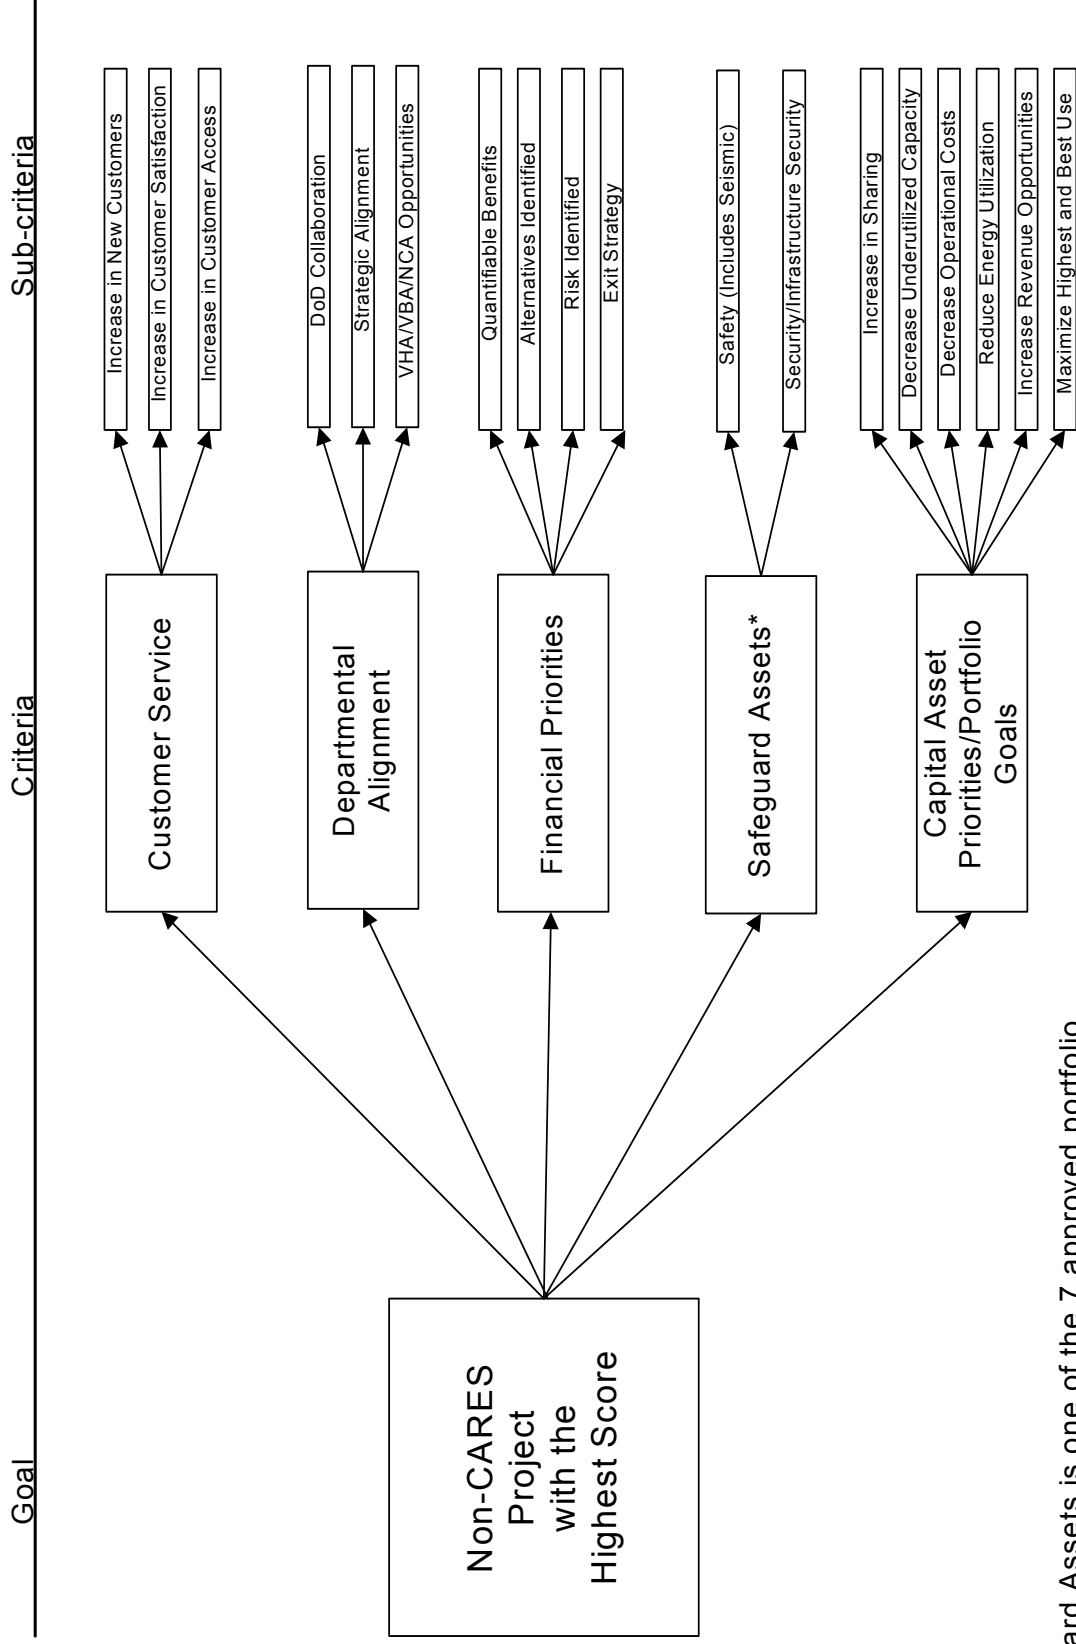 Goal
Criteria
Sub-criteria
Non-CARES
Project
with the
Highest Score
Customer Service
Departmental
Alignment
Financial Priorities
Safeguard Assets*
Capital Asset
Priorities/Portfolio
Goals
Increase in New Customers
Increase in Customer Satisfaction
Increase in Customer Access
DoD Collaboration
Strategic Alignment
VHA/VBA/NCA Opportunities
Quantifiable Benefits
Alternatives Identified
Risk Identified
Exit Strategy
Safety (Includes Seismic)
Security/Infrastructure Security
Increase in Sharing
Decrease Underutilized Capacity
Decrease Operational Costs
Reduce Energy Utilization
Increase Revenue Opportunities
Maximize Highest and Best Use
ard Assets is one of the 7 approved portfolio